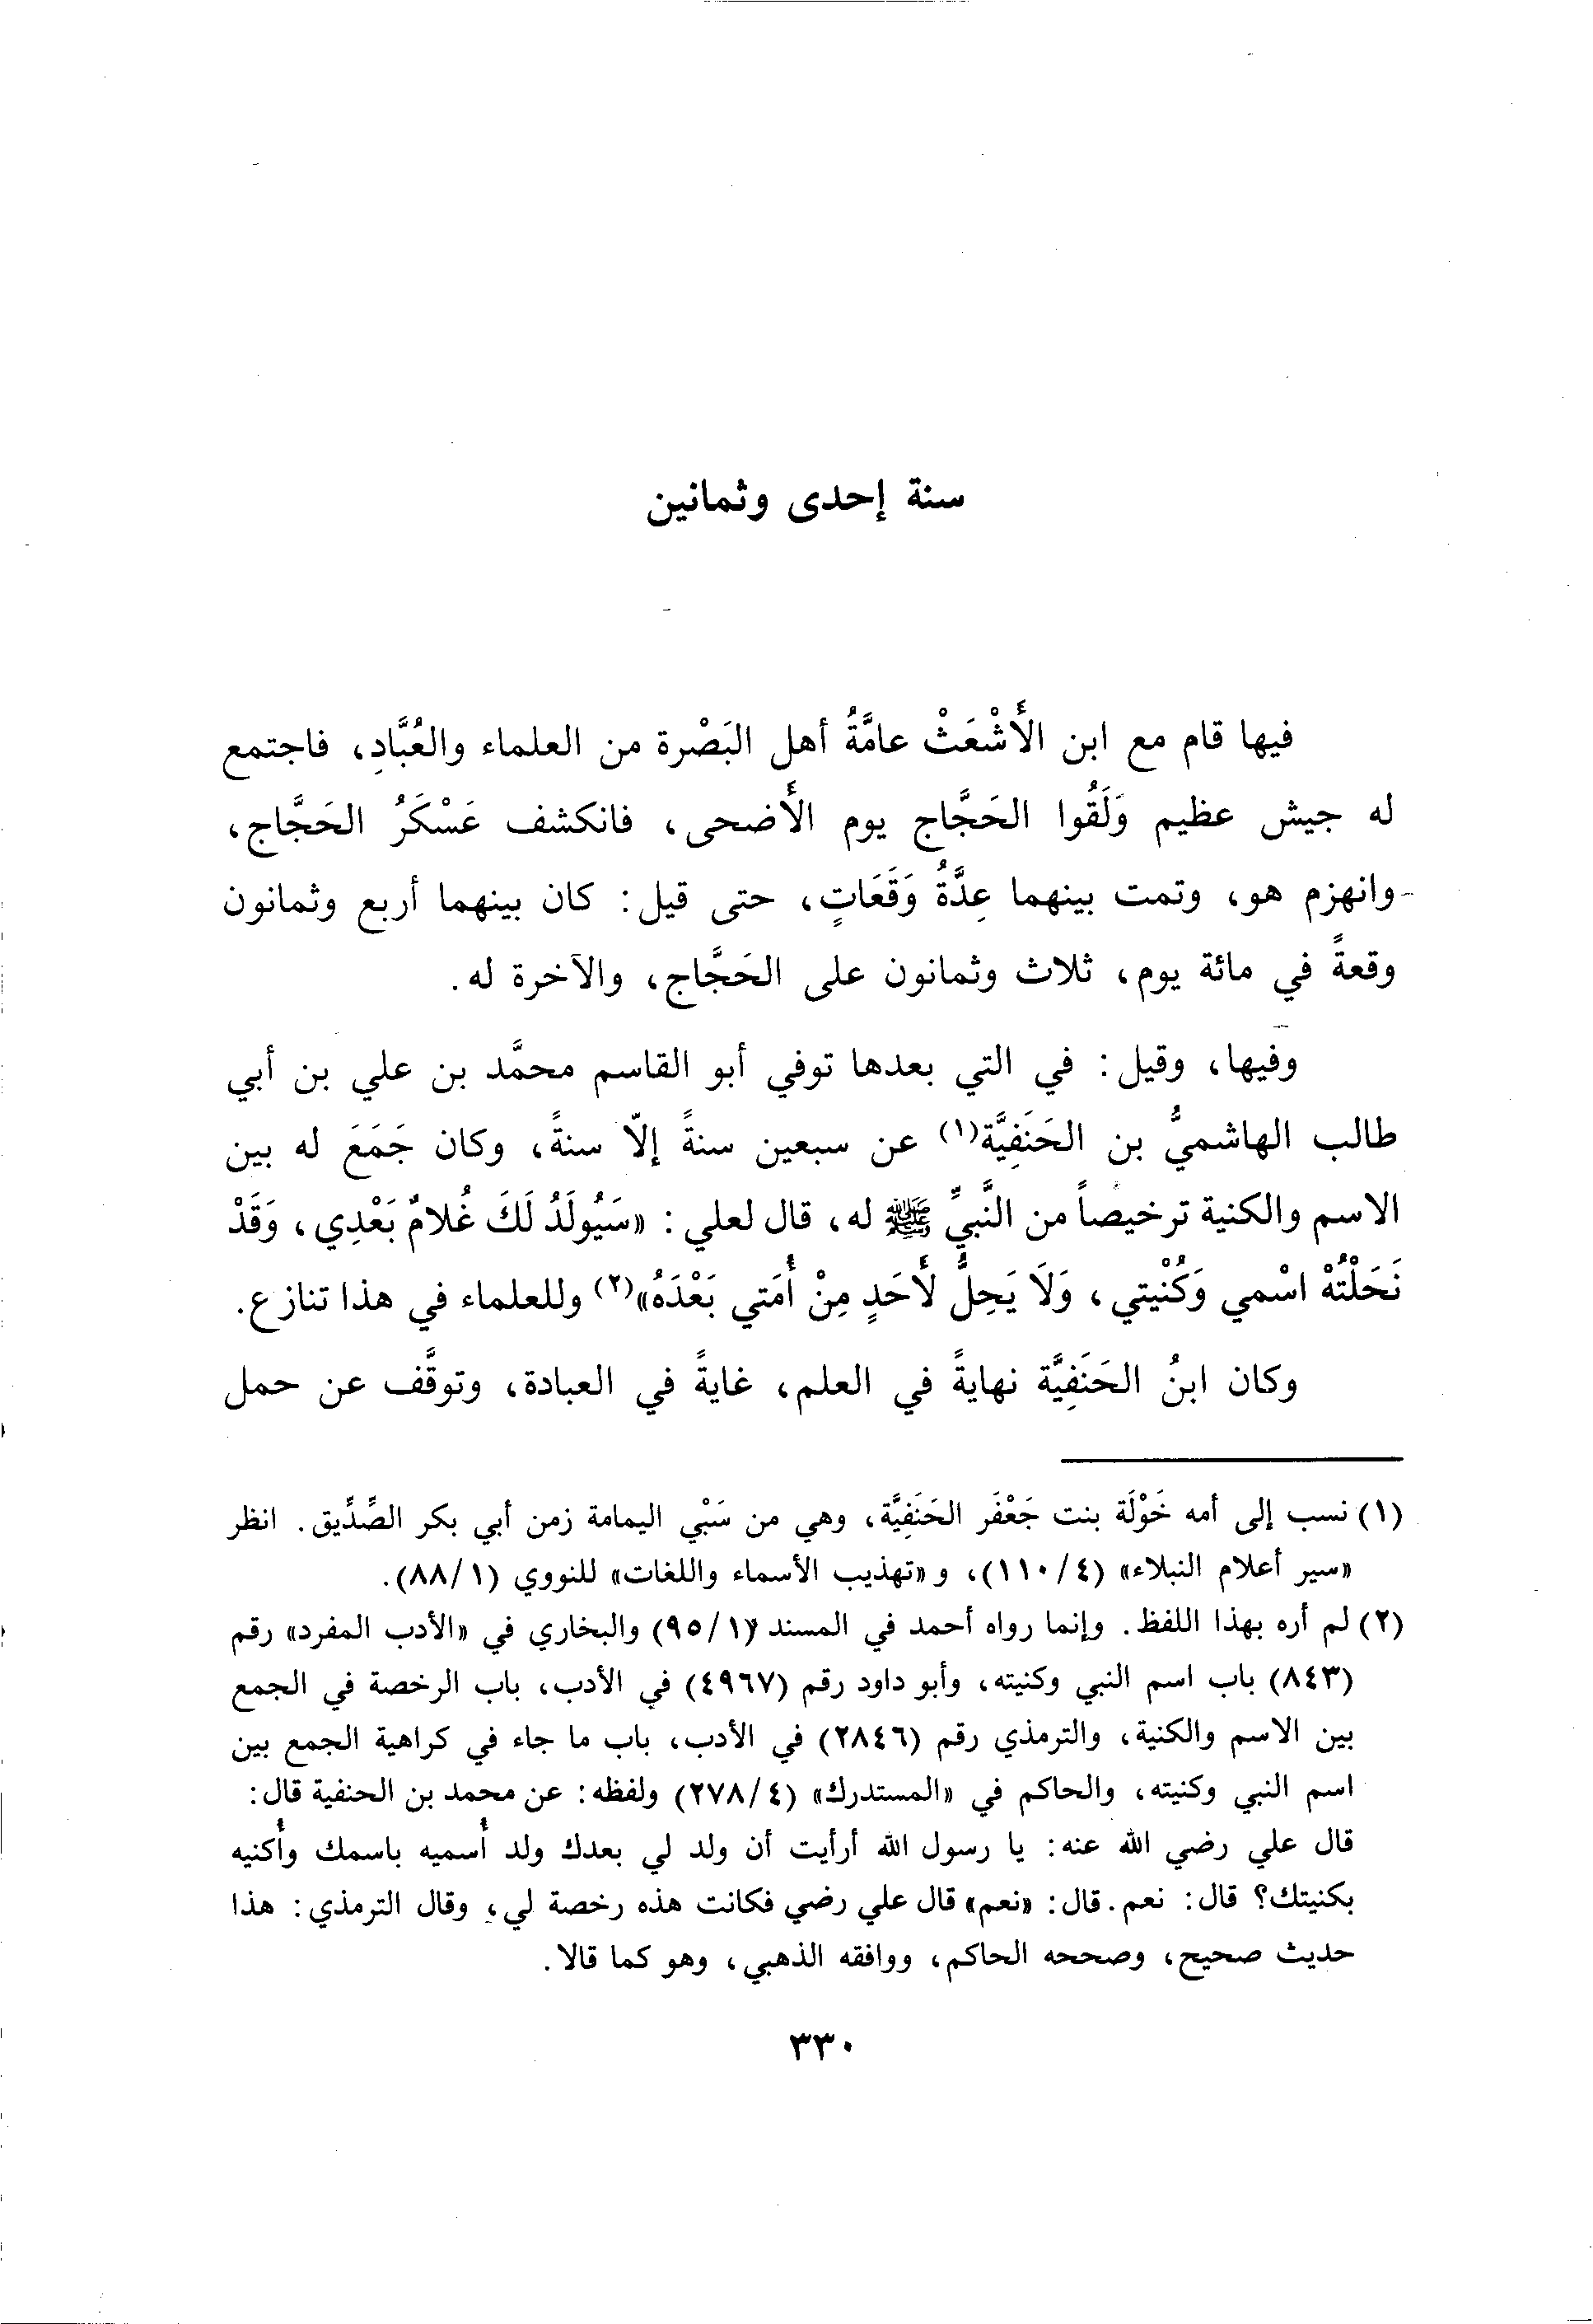 سنة إحدى وثمانين
فيها قام مع ابن الأَشْعَثْ عامَّةُ أهل البَصْرة من العلماء والعُبَّادِ، فاجتمع
له جيش عظيم وَلَقُوا الحَجَّاج يوم الأَضحى، فانكشف عَسْكَرُ الحَجَّاج،
وانهزم هو، وتمت بينهما عِدَّةُ وَقَعَاتٍ، حتى قيل: كان بينهما أربع وثمانون
وقعةً في مائة يوم، ثلاث وثمانون على الحَجَّاج، والآخرة له.
وفيها، وقيل: في التي بعدها توفي أبو القاسم محمَّد بن علي بن أبي
طالب الهاشميُّ بن الحَنَفِيَّة(١) عن سبعين سنةً إلاّ سنةً، وكان جَمَعَ له بين
الاسم والكنية ترخيصاً من النَّبيِّ ﷺ له، قال لعلي: «سَيُولَدُ لَكَ غُلامٌ بَعْدِي، وَقَدْ
نَحَلْتُهْ اسْمي وَكُنْيتي، وَلَا يَحِلُّ لأَحَدٍ مِنْ أُمَتي بَعْدَهُ»(٢) وللعلماء في هذا تنازع.
وكان ابنُ الحَنَفِيَّة نهايةً في العلم، غايةً في العبادة، وتوقَّف عن حمل
(١) نسب إلى أمه خَوْلَة بنت جَعْفَر الحَنَفِيَّة، وهي من سَبْي اليمامة زمن أبي بكر الصِّدِّيق. انظر
«سير أعلام النبلاء» (٤/١١٠)، و«تهذيب الأسماء واللغات» للنووي (١/٨٨).
(٢) لم أره بهذا اللفظ. وإنما رواه أحمد في المسند (١/٩٥) والبخاري في «الأدب المفرد» رقم
(٨٤٣) باب اسم النبي وكنيته، وأبو داود رقم (٤٩٦٧) في الأدب، باب الرخصة في الجمع
بين الاسم والكنية، والترمذي رقم (٢٨٤٦) في الأدب، باب ما جاء في كراهية الجمع بين
اسم النبي وكنيته، والحاكم في «المستدرك» (٤/٢٧٨) ولفظه: عن محمد بن الحنفية قال:
قال علي رضي الله عنه: يا رسول الله أرأيت أن ولد لي بعدك ولد أُسميه باسمك وأُكنيه
بكنيتك؟ قال: نعم. قال: «نعم» قال علي رضي فكانت هذه رخصة لي، وقال الترمذي: هذا
حديث صحيح، وصححه الحاكم، ووافقه الذهبي، وهو كما قالا.
٣٣٠